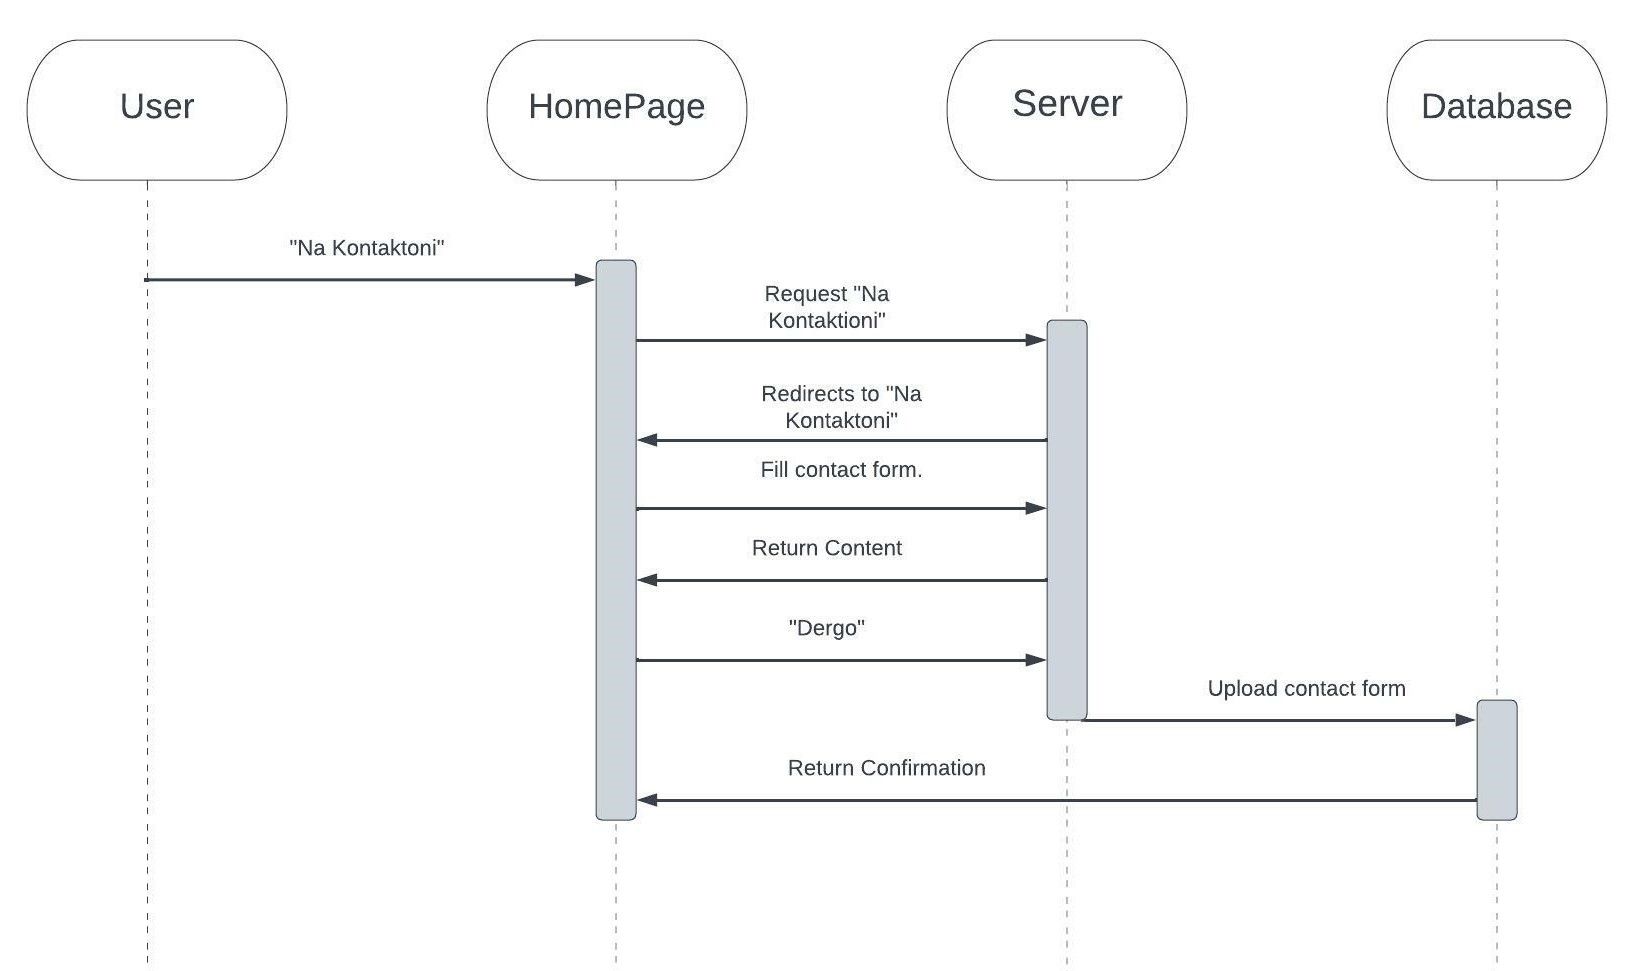 User
HomePage
Server
Database
"Na Kontaktoni"
Request "Na
Kontaktioni"
Redirects to "Na
Kontaktoni"
Fill contact form.
Return Content
"Dergo"
Upload contact form
Return Confirmation